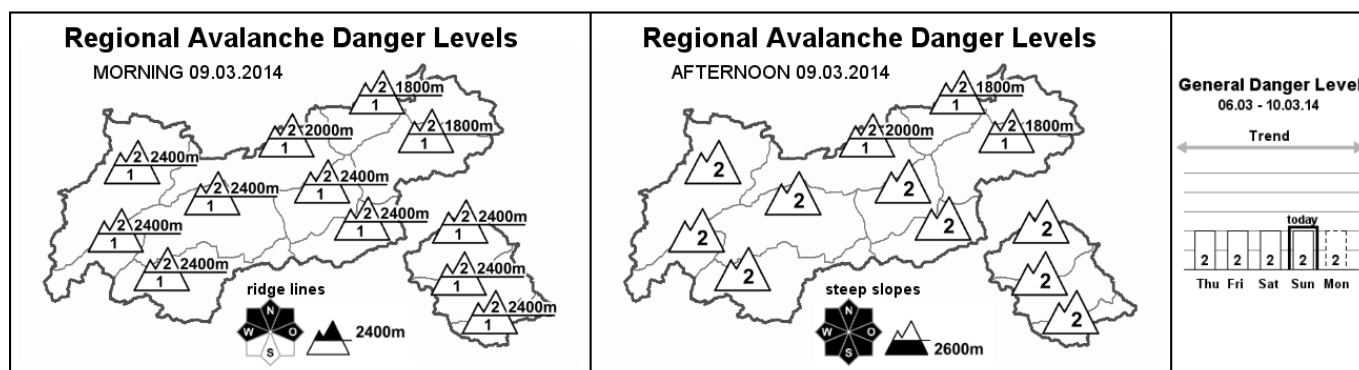 Regional Avalanche Danger Levels
MORNING 09.03.2014
2 1800m
1
2 1800m
1
2 2000m
1
2 2400m
1
2 2400m
1
2 2400m
1
2 2400m
1
2 2400m
1
2 2400m
1
2 2400m
1
2 2400m
1
2 2400m
1
ridge lines
N
W O
S
2400m
Regional Avalanche Danger Levels
AFTERNOON 09.03.2014
2 1800m
1
2 1800m
1
2 2000m
1
2
2
2
2
2
2
2
2
2
steep slopes
N
W O
S
2600m
General Danger Level
06.03 - 10.03.14
Trend
today
2 2 2 2 2
Thu Fri Sat Sun Mon